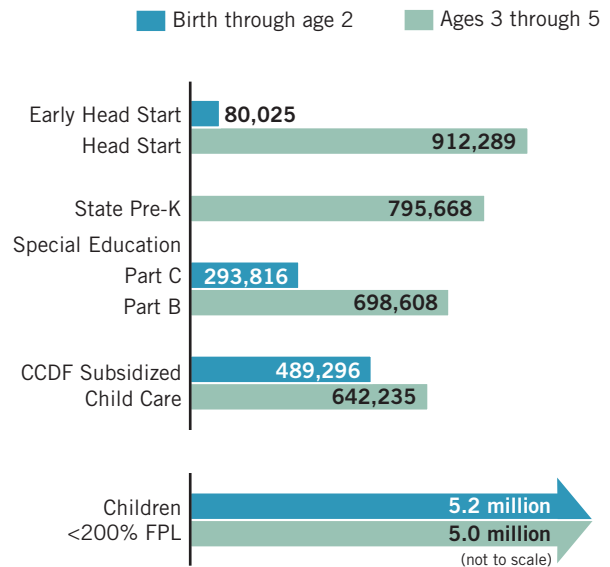 Birth through age 2 Ages 3 through 5
Early Head Start 80,025
Head Start 912,289
State Pre-K 795,668
Special Education
Part C 293,816
Part B 698,608
CCDF Subsidized 489,296
Child Care 642,235
Children 5.2 million
<200% FPL 5.0 million
(not to scale)